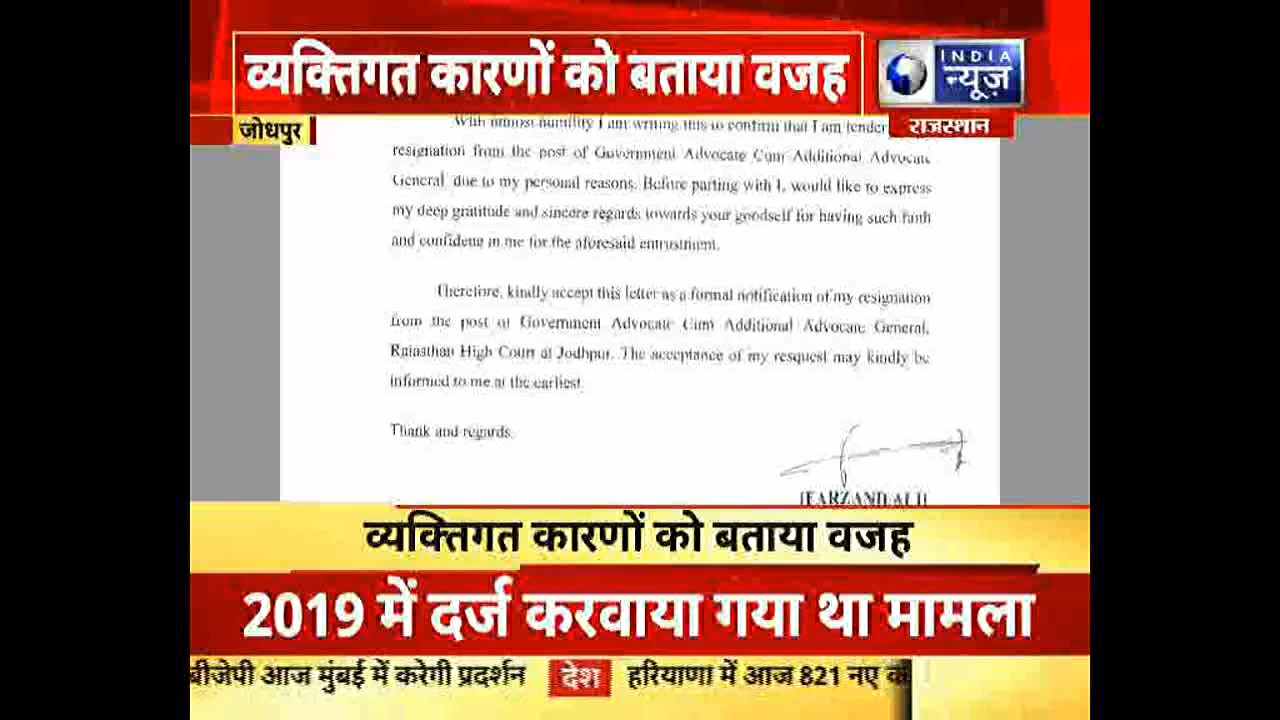 व्यक्तिगत कारणों को बताया वजह
INDIA
न्यूज़
राजस्थान
जोधपुर
With utmost humility I am writing this to confirm that I am tender
resignation from the post of Government Advocate Cum Additional Advocate
General due to my personal reasons. Before parting with I, would like to express
my deep gratitude and sincere regards towards your goodself for having such faith
and confidenc in me for the aforesaid entrustment.
Therefore, kindly accept this letter as a formal notification of my resignation
from the post of Government Advocate Cum Additional Advocate General,
Rajasthan High Court at Jodhpur. The acceptance of my resquest may kindly be
informed to me at the earliest.
Thank and regards.
[FARZAND ALI]
व्यक्तिगत कारणों को बताया वजह
2019 में दर्ज करवाया गया था मामला
बीजेपी आज मुंबई में करेगी प्रदर्शन देश हरियाणा में आज 821 नए